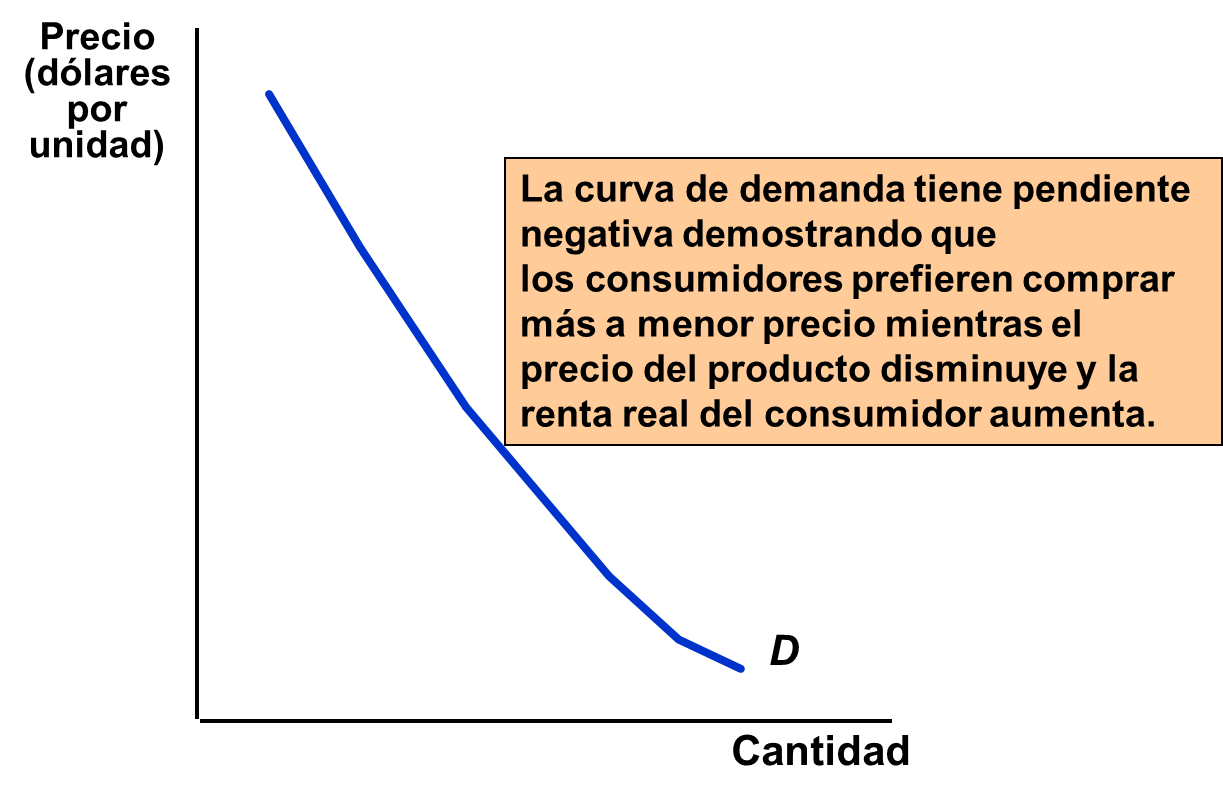 Precio
(dólares
por
unidad)
La curva de demanda tiene pendiente
negativa demostrando que
los consumidores prefieren comprar
más a menor precio mientras el
precio del producto disminuye y la
renta real del consumidor aumenta.
D
Cantidad